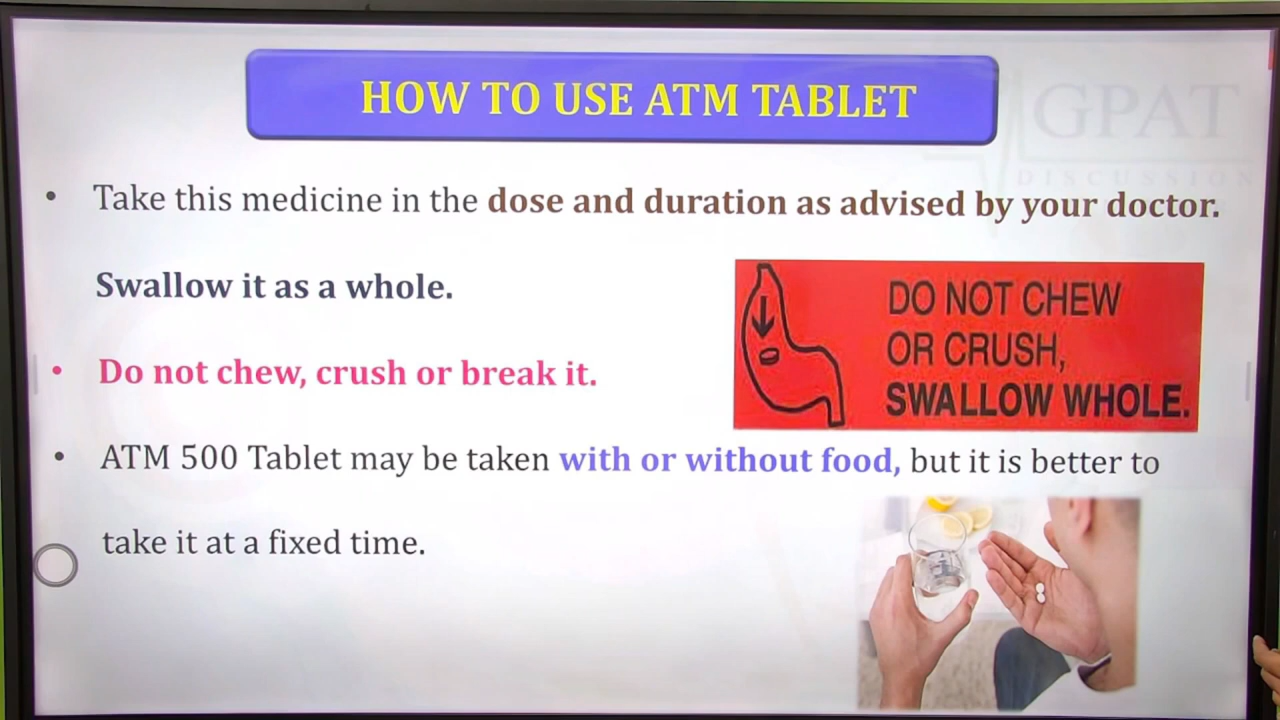 HOW TO USE ATM TABLET
GPAT
DISCUSSION
• Take this medicine in the dose and duration as advised by your doctor.
Swallow it as a whole.
• Do not chew, crush or break it.
DO NOT CHEW
OR CRUSH,
SWALLOW WHOLE.
• ATM 500 Tablet may be taken with or without food, but it is better to
take it at a fixed time.